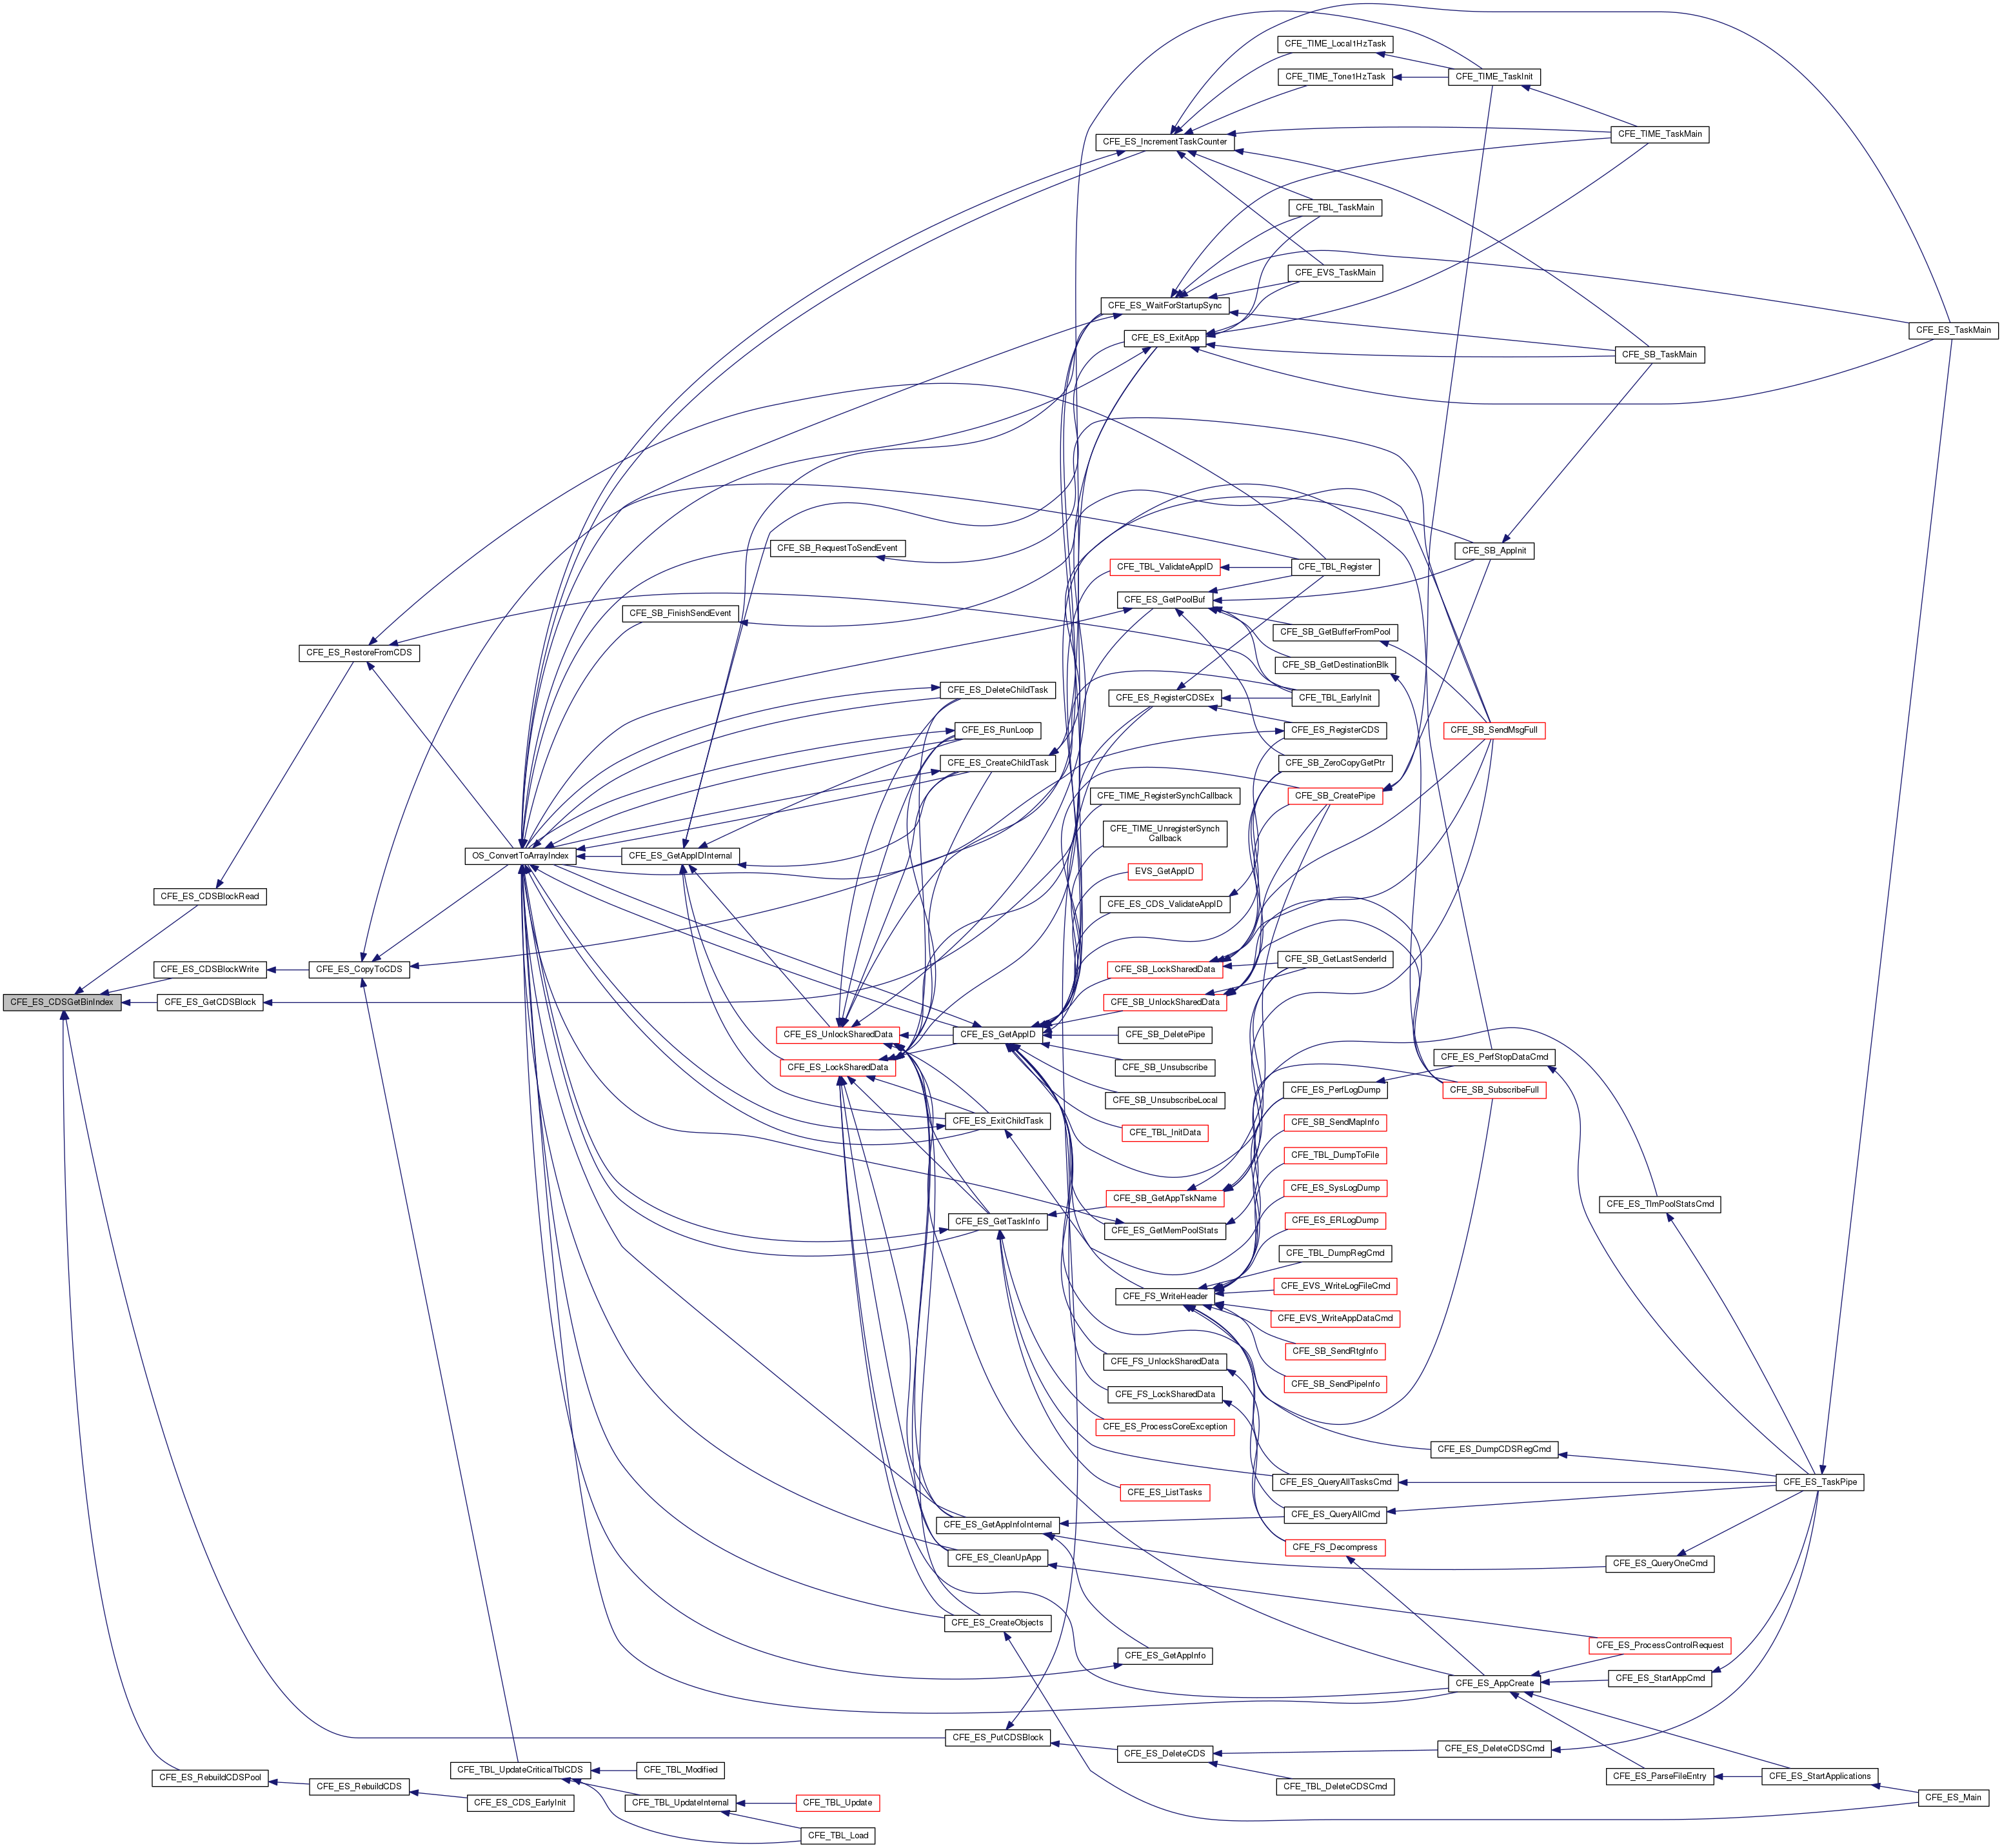 CFE_TIME_Local1HzTask
CFE_TIME_Tone1HzTask
CFE_TIME_TaskInit
CFE_ES_IncrementTaskCounter
CFE_TIME_TaskMain
CFE_TBL_TaskMain
CFE_EVS_TaskMain
CFE_ES_WaitForStartupSync
CFE_ES_ExitApp
CFE_ES_TaskMain
CFE_SB_TaskMain
CFE_SB_RequestToSendEvent
CFE_SB_AppInit
CFE_TBL_ValidateAppID
CFE_TBL_Register
CFE_ES_GetPoolBuf
CFE_SB_FinishSendEvent
CFE_SB_GetBufferFromPool
CFE_ES_RestoreFromCDS
CFE_SB_GetDestinationBlk
CFE_ES_DeleteChildTask
CFE_ES_RegisterCDSEx
CFE_TBL_EarlyInit
CFE_ES_RunLoop
CFE_ES_RegisterCDS
CFE_SB_SendMsgFull
CFE_ES_CreateChildTask
CFE_SB_ZeroCopyGetPtr
CFE_TIME_RegisterSynchCallback
CFE_SB_CreatePipe
CFE_TIME_UnregisterSynch
Callback
OS_ConvertToArrayIndex
CFE_ES_GetAppIDInternal
EVS_GetAppID
CFE_ES_CDSBlockRead
CFE_ES_CDS_ValidateAppID
CFE_ES_CDSBlockWrite
CFE_ES_CopyToCDS
CFE_SB_LockSharedData
CFE_SB_GetLastSenderId
CFE_ES_CDSGetBinIndex
CFE_ES_GetCDSBlock
CFE_SB_UnlockSharedData
CFE_ES_UnlockSharedData
CFE_ES_GetAppID
CFE_SB_DeletePipe
CFE_ES_LockSharedData
CFE_SB_Unsubscribe
CFE_ES_PerfStopDataCmd
CFE_ES_PerfLogDump
CFE_SB_SubscribeFull
CFE_SB_UnsubscribeLocal
CFE_ES_ExitChildTask
CFE_SB_SendMapInfo
CFE_TBL_InitData
CFE_TBL_DumpToFile
CFE_SB_GetAppTskName
CFE_ES_SysLogDump
CFE_ES_TlmPoolStatsCmd
CFE_ES_GetTaskInfo
CFE_ES_ERLogDump
CFE_ES_GetMemPoolStats
CFE_TBL_DumpRegCmd
CFE_EVS_WriteLogFileCmd
CFE_FS_WriteHeader
CFE_EVS_WriteAppDataCmd
CFE_SB_SendRtgInfo
CFE_FS_UnlockSharedData
CFE_SB_SendPipeInfo
CFE_FS_LockSharedData
CFE_ES_ProcessCoreException
CFE_ES_DumpCDSRegCmd
CFE_ES_QueryAllTasksCmd
CFE_ES_TaskPipe
CFE_ES_ListTasks
CFE_ES_QueryAllCmd
CFE_ES_GetAppInfoInternal
CFE_FS_Decompress
CFE_ES_CleanUpApp
CFE_ES_QueryOneCmd
CFE_ES_CreateObjects
CFE_ES_ProcessControlRequest
CFE_ES_GetAppInfo
CFE_ES_StartAppCmd
CFE_ES_AppCreate
CFE_ES_PutCDSBlock
CFE_ES_DeleteCDS
CFE_ES_DeleteCDSCmd
CFE_TBL_UpdateCriticalTblCDS
CFE_TBL_Modified
CFE_ES_RebuildCDSPool
CFE_ES_ParseFileEntry
CFE_ES_StartApplications
CFE_ES_RebuildCDS
CFE_TBL_DeleteCDSCmd
CFE_ES_Main
CFE_ES_CDS_EarlyInit
CFE_TBL_UpdateInternal
CFE_TBL_Update
CFE_TBL_Load